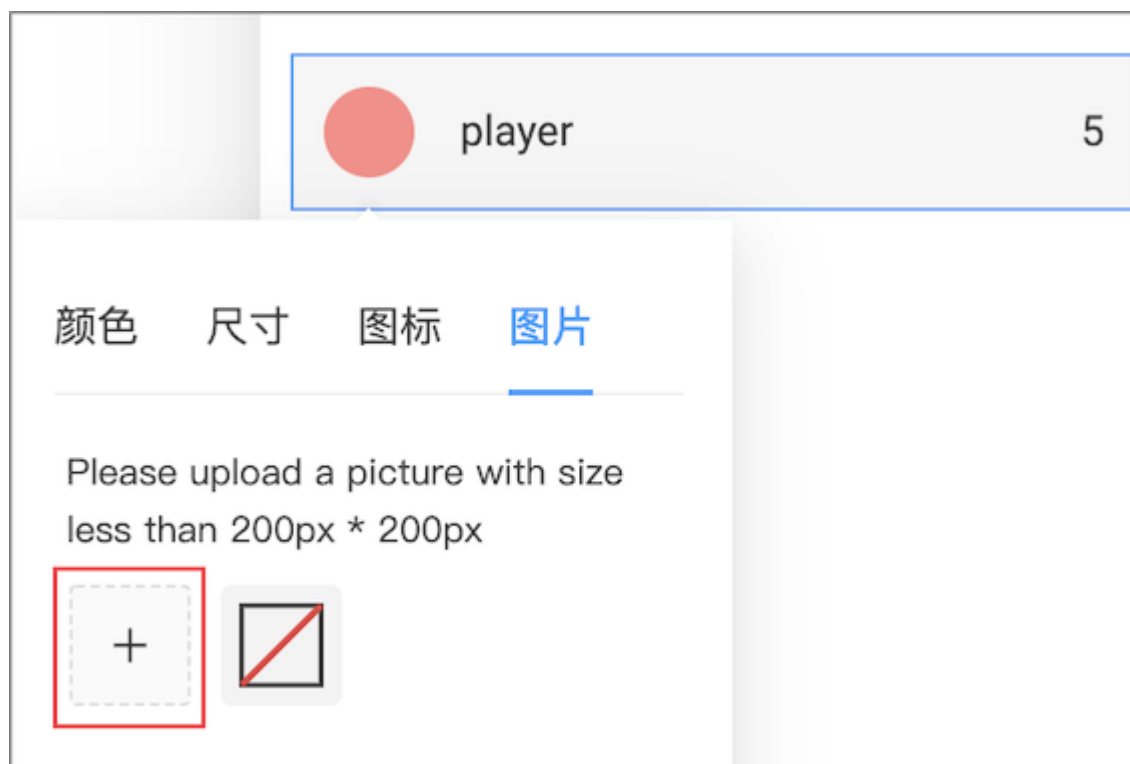 player 5
颜色 尺寸 图标 图片
Please upload a picture with size
less than 200px * 200px
+